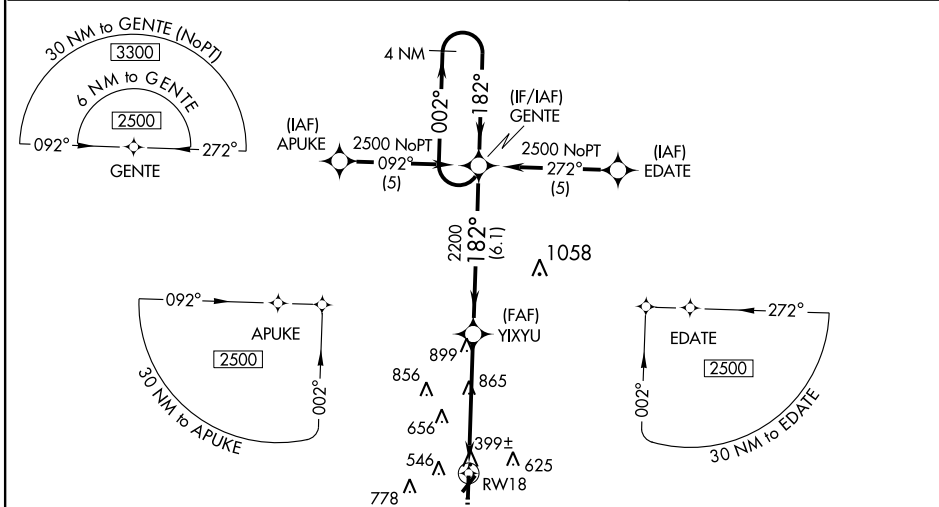 30 NM to GENTE (NoPT)
3300
6 NM to GENTE
2500
092°
272°
GENTE
4 NM
002°
182°
(IF/IAF)
GENTE
(IAF)
APUKE
2500 NoPT
092°
(5)
2500 NoPT
272°
(5)
(IAF)
EDATE
2200
182°
(6.1)
1058
(FAF)
YIXYU
899
865
856
656
399±
546
625
RW18
778
092°
APUKE
2500
002°
30 NM to APUKE
272°
EDATE
2500
002°
30 NM to EDATE